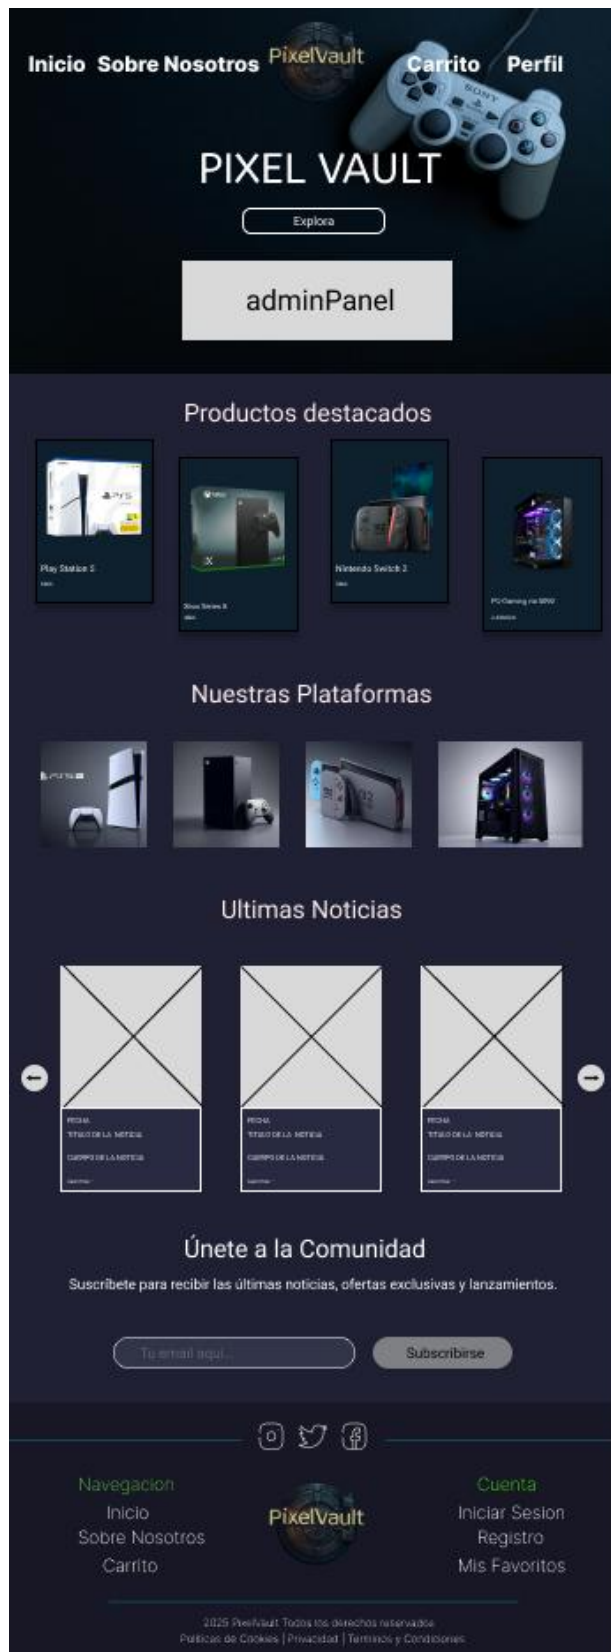 Inicio Sobre Nosotros PixelVault Carrito Perfil
SONY
PIXEL VAULT
Explora
adminPanel
Productos destacados
PS5
Play Station 5
Xbox Series X
Nintendo Switch 2
PC Gaming
Nuestras Plataformas
Ultimas Noticias
FECHA
TITULO DE LA NOTICIA
CUERPO DE LA NOTICIA
FECHA
TITULO DE LA NOTICIA
CUERPO DE LA NOTICIA
FECHA
TITULO DE LA NOTICIA
CUERPO DE LA NOTICIA
Únete a la Comunidad
Suscríbete para recibir las últimas noticias, ofertas exclusivas y lanzamientos.
Tu email aqui...
Subscribirse
Navegacion
Inicio
Sobre Nosotros
Carrito
PixelVault
Cuenta
Iniciar Sesion
Registro
Mis Favoritos
2025 PixelVault Todos los derechos reservados
Politicas de Cookies | Privacidad | Terminos y Condiciones